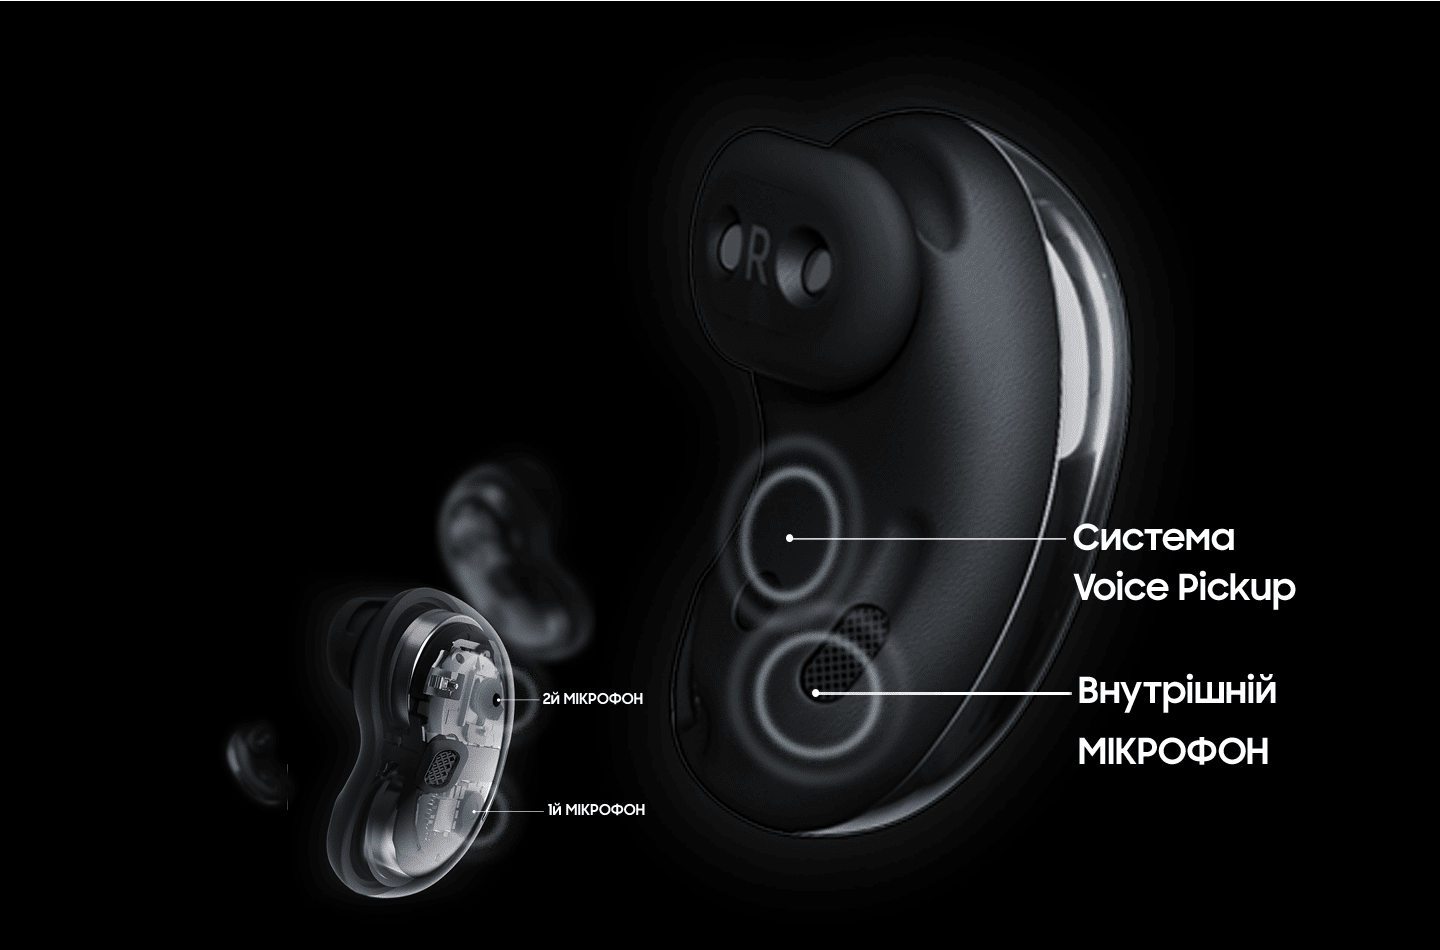 R
Система
Voice Pickup
Внутрішній
МІКРОФОН
2й МІКРОФОН
1й МІКРОФОН